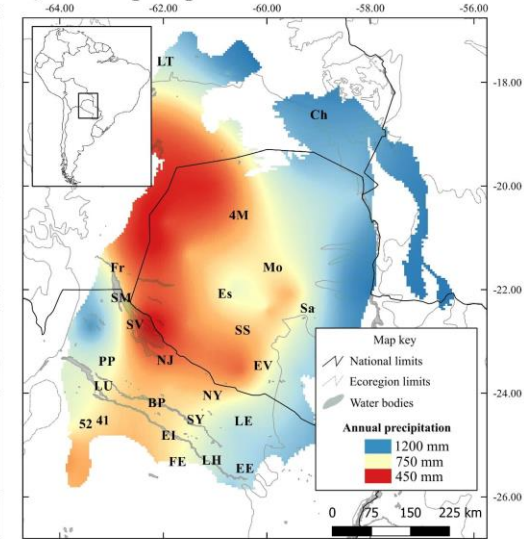 -64.00 -62.00 -60.00 -58.00 -56.00
LT
-18.00
Ch
-20.00
4M
Fr
Mo
SM
Es
-22.00
Sa
SV
SS
Map key
PP
NJ
EV
National limits
LU
NY
Ecoregion limits
-24.00
BP
Water bodies
52 41
SY
LE
Annual precipitation
EI
1200 mm
FE
LH
EE
750 mm
450 mm
-26.00
0 75 150 225 km